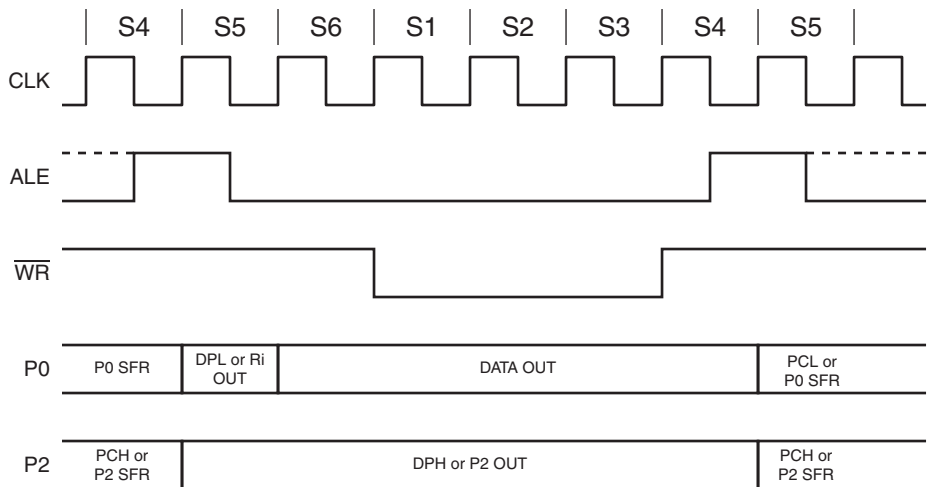 S4 S5 S6 S1 S2 S3 S4 S5
CLK
ALE
WR
P0
P0 SFR
DPL or Ri
OUT
DATA OUT
PCL or
P0 SFR
P2
PCH or
P2 SFR
DPH or P2 OUT
PCH or
P2 SFR